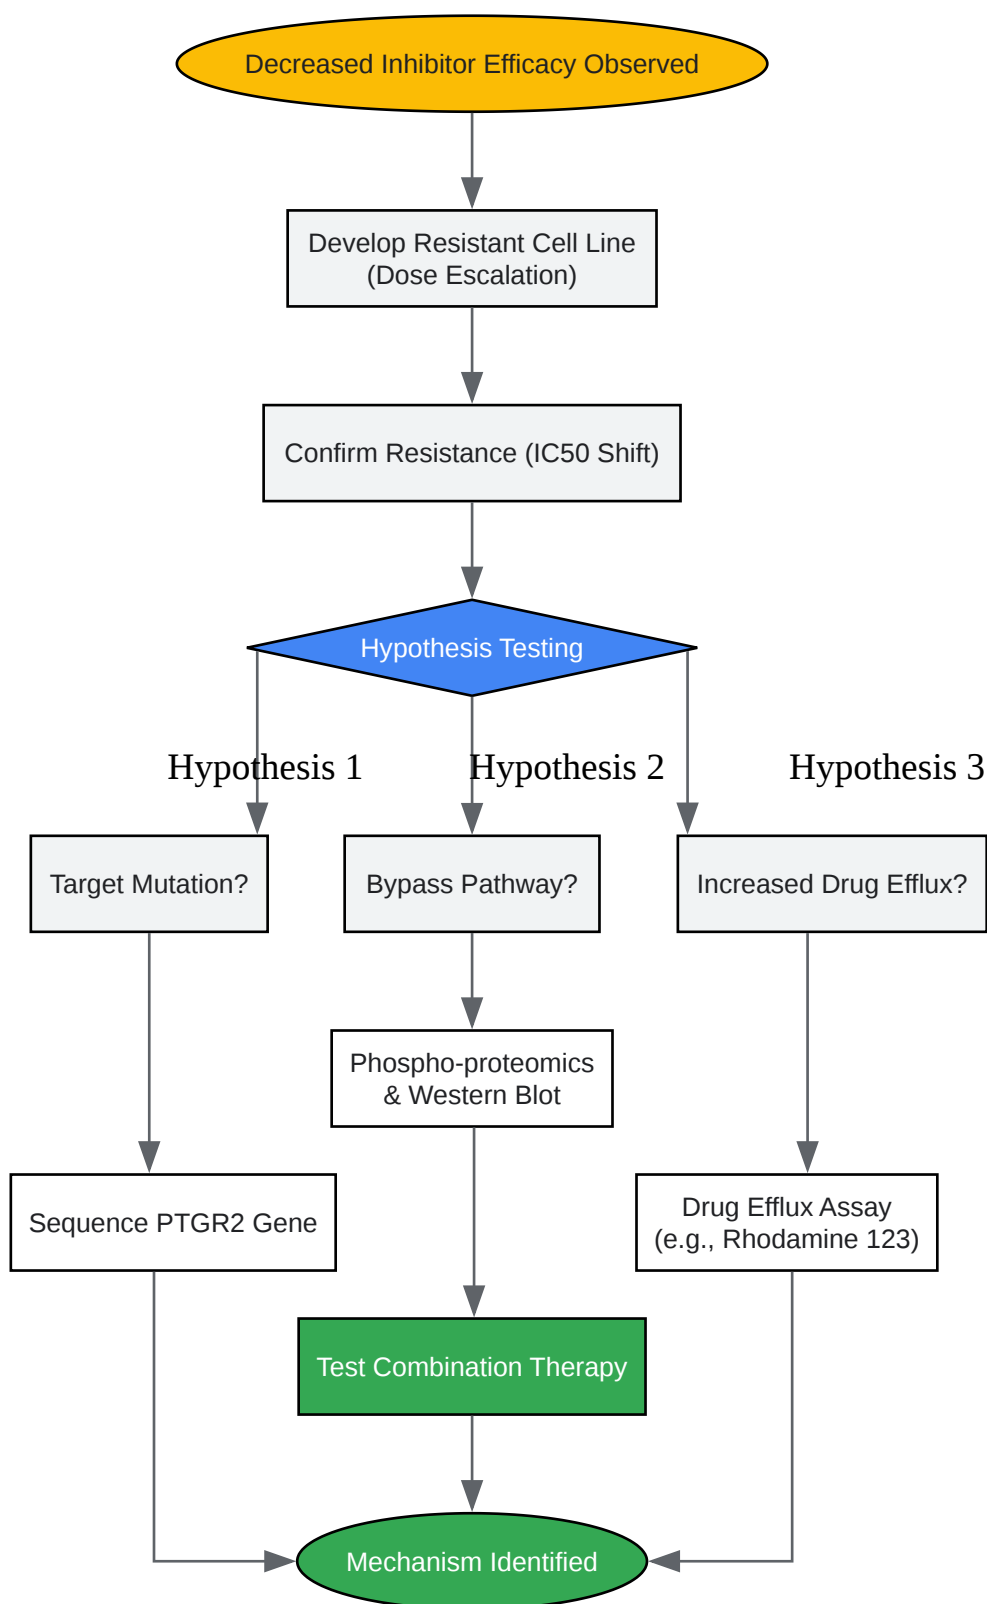 Decreased Inhibitor Efficacy Observed
Develop Resistant Cell Line
(Dose Escalation)
Confirm Resistance (IC50 Shift)
Hypothesis Testing
Hypothesis 1
Hypothesis 2
Hypothesis 3
Target Mutation?
Bypass Pathway?
Increased Drug Efflux?
Phospho-proteomics
& Western Blot
Sequence PTGR2 Gene
Drug Efflux Assay
(e.g., Rhodamine 123)
Test Combination Therapy
Mechanism Identified